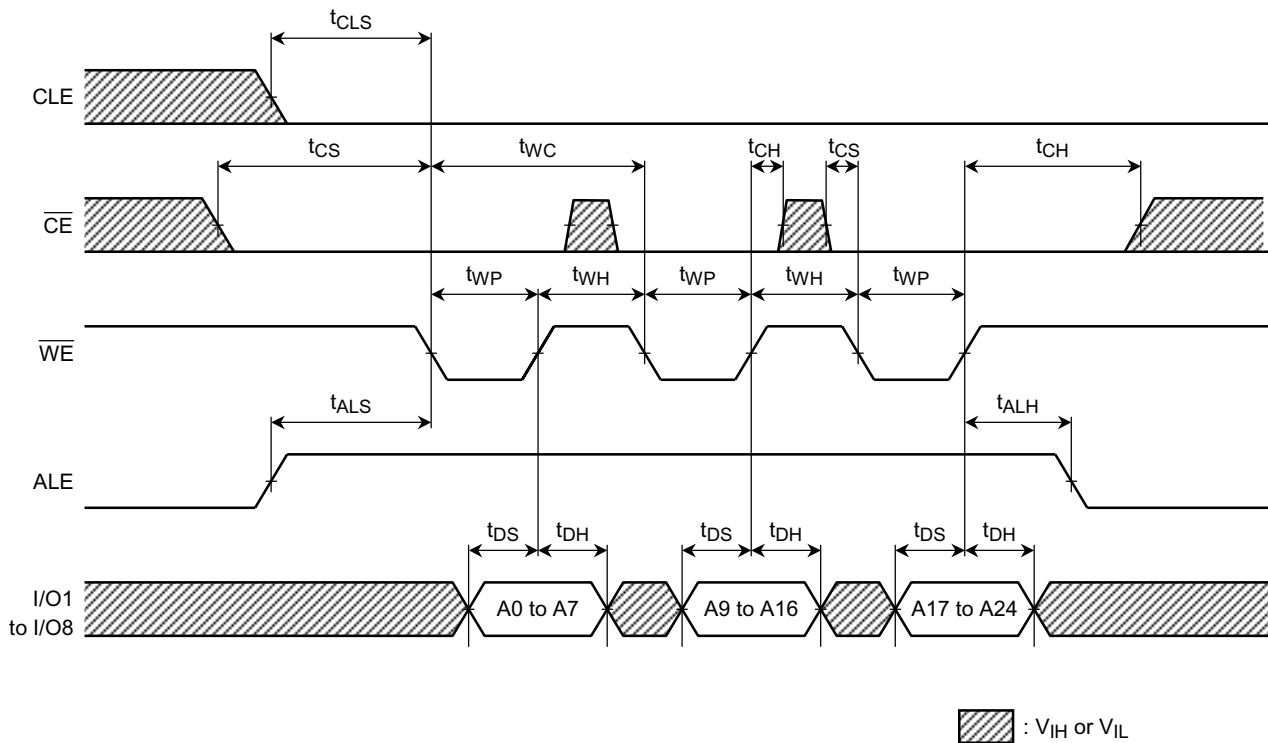 tCLS
CLE
tCS tWC tCH tCS tCH
CE
tWP tWH tWP tWH tWP
WE
tALS tALH
ALE
tDS tDH tDS tDH tDS tDH
I/O1
to I/O8
A0 to A7 A9 to A16 A17 to A24
: VIH or VIL